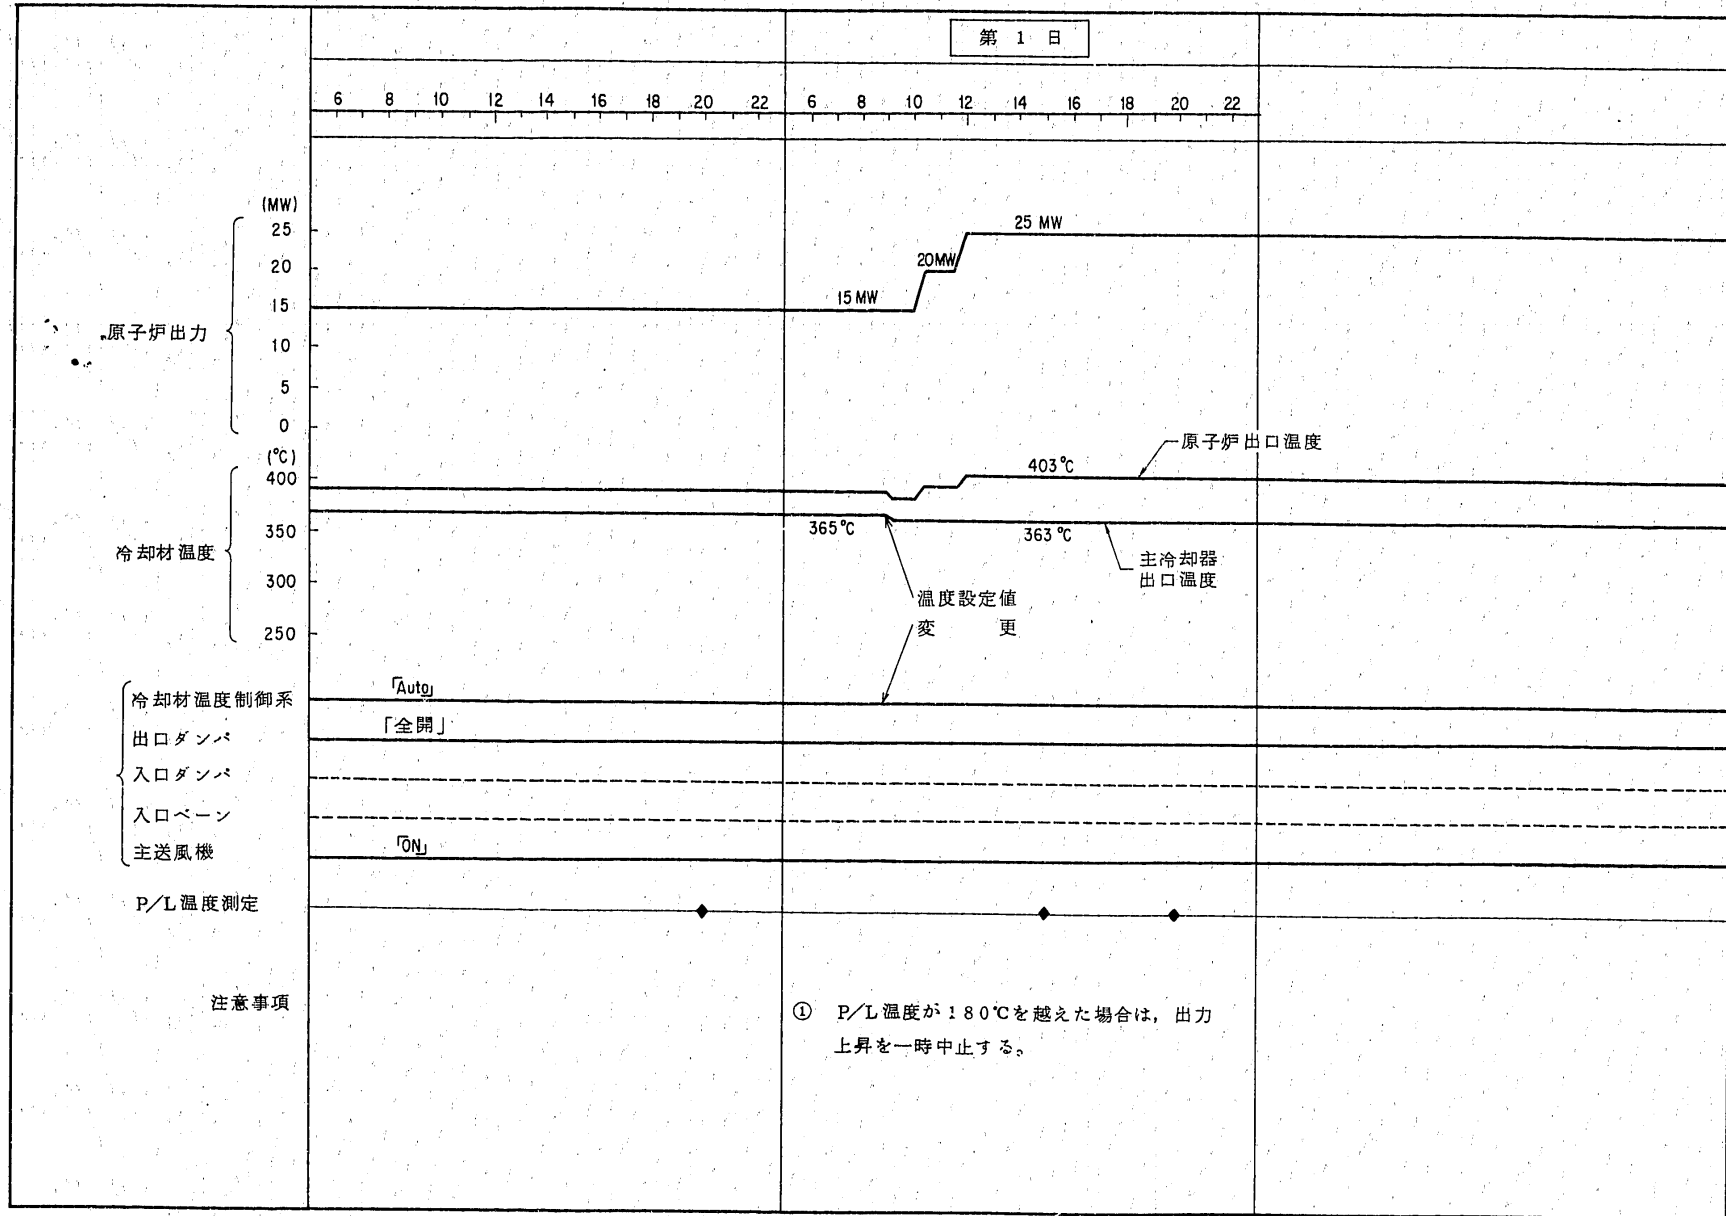 第 1 日
6 8 10 12 14 16 18 20 22 6 8 10 12 14 16 18 20 22
(MW)
25
20
15
10
5
0
原子炉出力
15 MW
20MW
25 MW
(°C)
400
350
300
250
冷却材温度
403℃
原子炉出口温度
365℃
363℃
主冷却器
出口温度
温度設定値
変 更
冷却材温度制御系
「Auto」
出口ダンパ
「全開」
入口ダンパ
入口ベーン
主送風機
「ON」
P/L温度測定
注意事項
① P/L温度が180℃を越えた場合は, 出力
上昇を一時中止する。